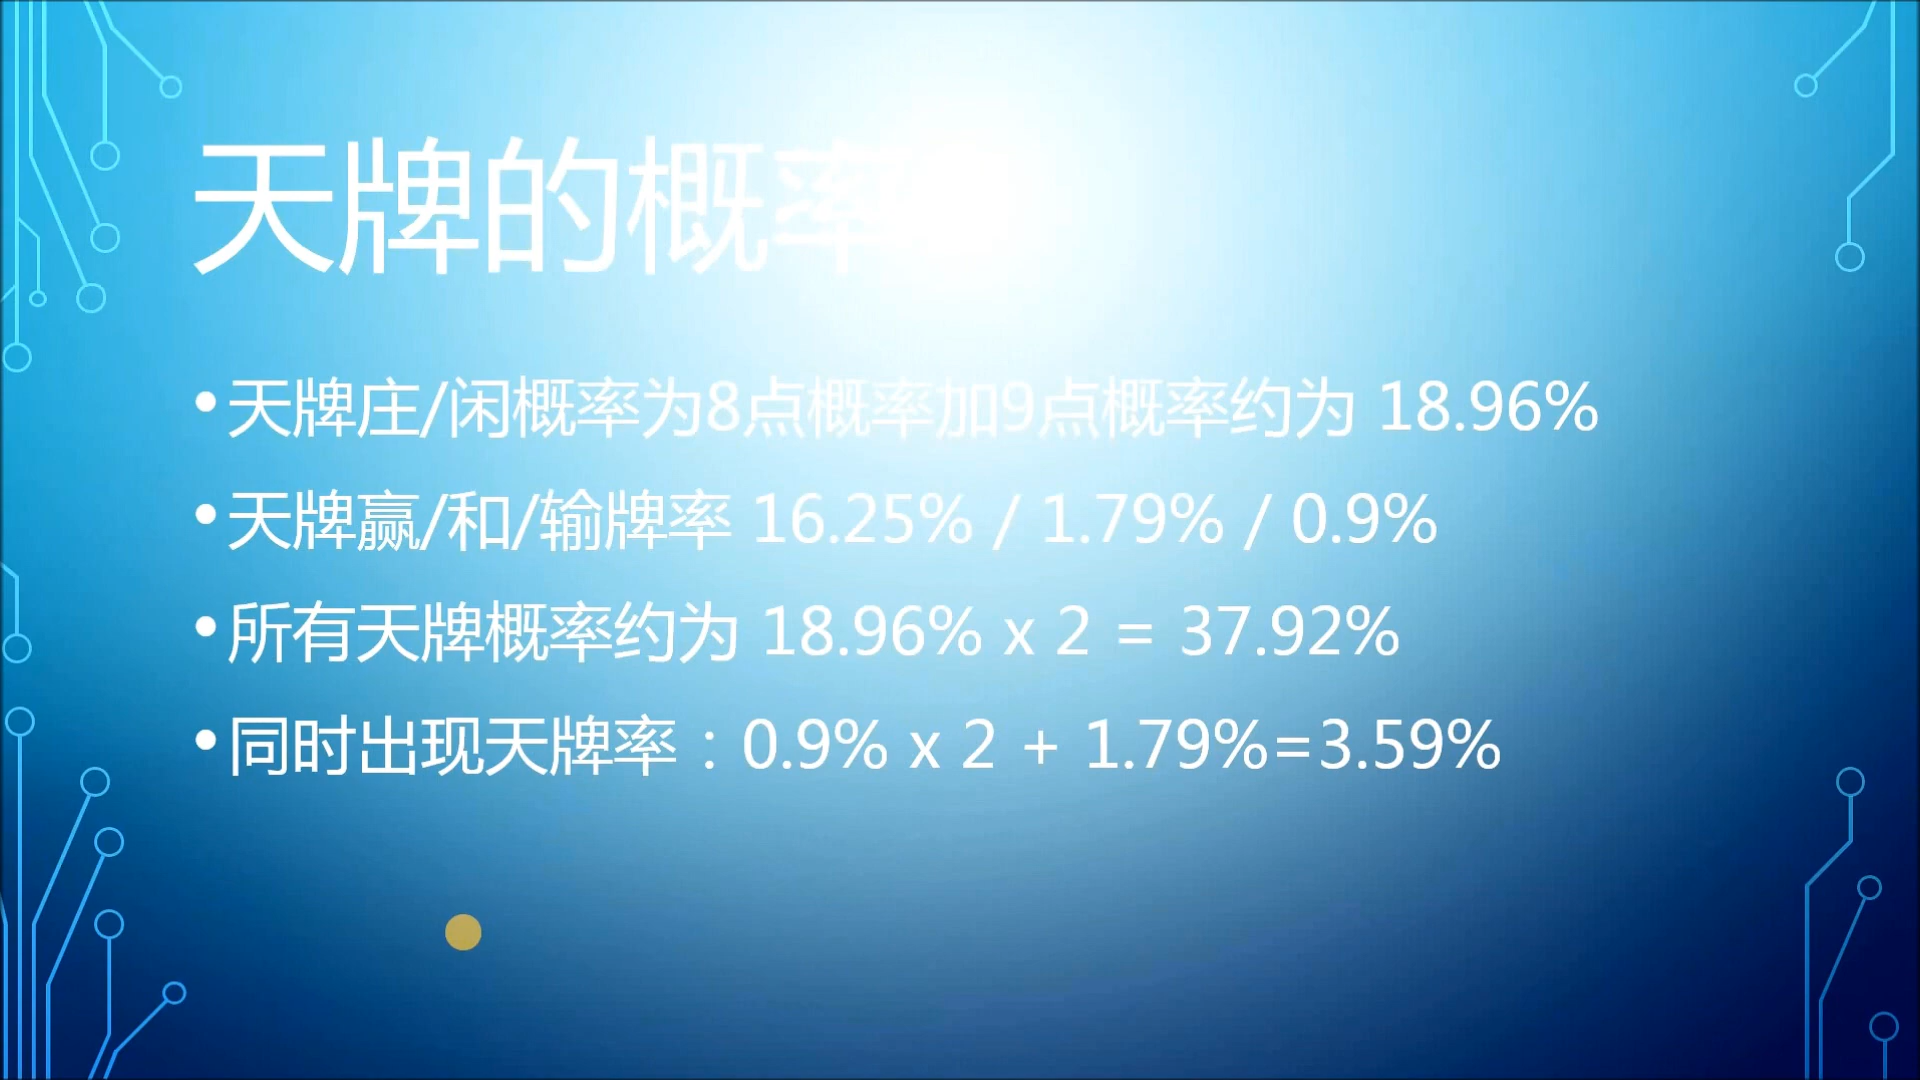 天牌的概率
•天牌庄/闲概率为8点概率加9点概率约为 18.96%
•天牌赢/和/输牌率 16.25% / 1.79% / 0.9%
•所有天牌概率约为 18.96% x 2 = 37.92%
•同时出现天牌率：0.9% x 2 + 1.79%=3.59%